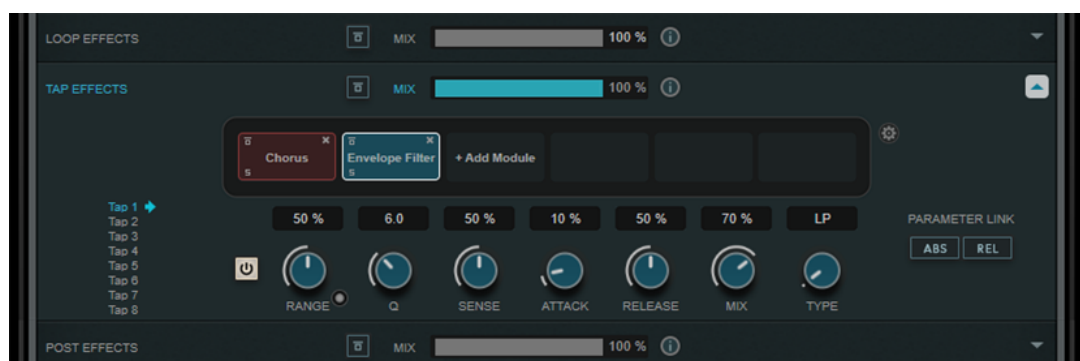 LOOP EFFECTS MIX 100 %
TAP EFFECTS MIX 100 %
Chorus S
Envelope Filter S
+ Add Module
Tap 1
Tap 2
Tap 3
Tap 4
Tap 5
Tap 6
Tap 7
Tap 8
50 % 6.0 50 % 10 % 50 % 70 % LP
RANGE Q SENSE ATTACK RELEASE MIX TYPE
PARAMETER LINK
ABS REL
POST EFFECTS MIX 100 %